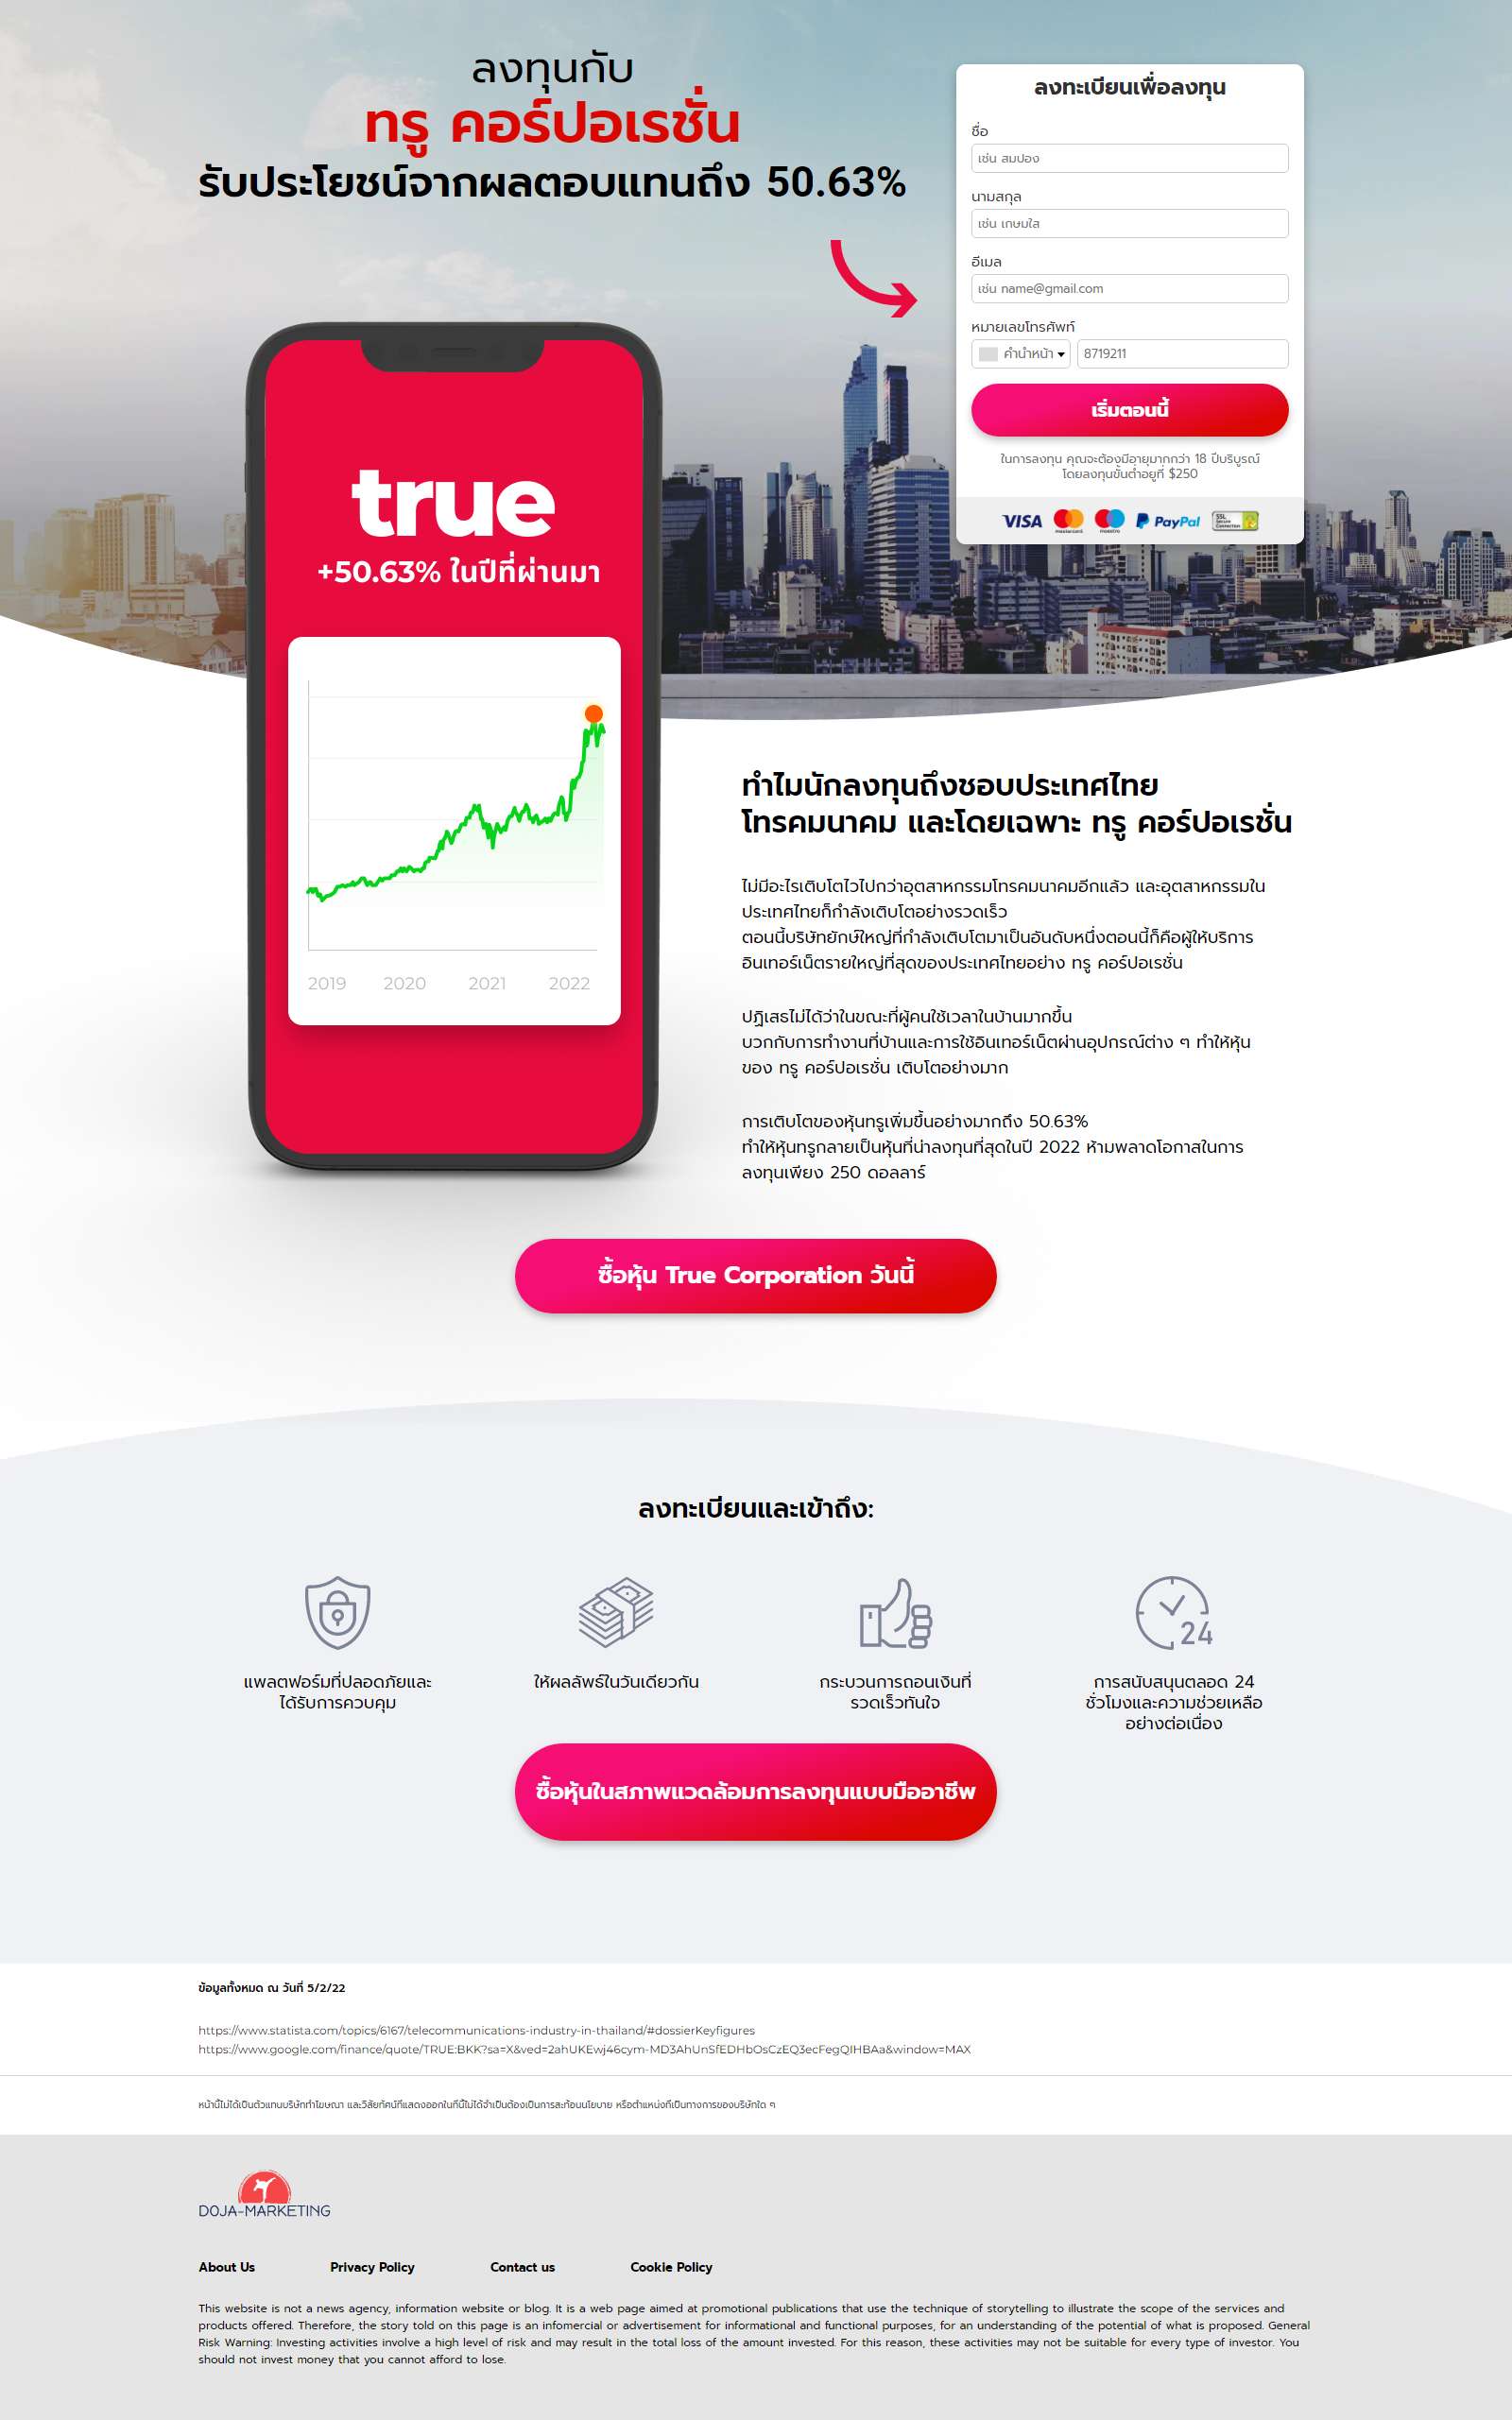 ลงทุนกับ
ทรู คอร์ปอเรชั่น
รับประโยชน์จากผลตอบแทนถึง 50.63%
ลงทะเบียนเพื่อลงทุน
ชื่อ
เช่น สมปอง
นามสกุล
เช่น เกษมใส
อีเมล
เช่น name@gmail.com
หมายเลขโทรศัพท์
คำนำหน้า 8719211
เริ่มตอนนี้
ในการลงทุน คุณจะต้องมีอายุมากกว่า 18 ปีบริบูรณ์
โดยลงทุนขั้นต่ำอยู่ที่ $250
VISA mastercard maestro PayPal SSL Secure Connection
true
+50.63% ในปีที่ผ่านมา
2019 2020 2021 2022
ทำไมนักลงทุนถึงชอบประเทศไทย
โทรคมนาคม และโดยเฉพาะ ทรู คอร์ปอเรชั่น
ไม่มีอะไรเติบโตไวไปกว่าอุตสาหกรรมโทรคมนาคมอีกแล้ว และอุตสาหกรรมใน
ประเทศไทยก็กำลังเติบโตอย่างรวดเร็ว
ตอนนี้บริษัทยักษ์ใหญ่ที่กำลังเติบโตมาเป็นอันดับหนึ่งตอนนี้ก็คือผู้ให้บริการ
อินเทอร์เน็ตรายใหญ่ที่สุดของประเทศไทยอย่าง ทรู คอร์ปอเรชั่น
ปฏิเสธไม่ได้ว่าในขณะที่ผู้คนใช้เวลาในบ้านมากขึ้น
บวกกับการทำงานที่บ้านและการใช้อินเทอร์เน็ตผ่านอุปกรณ์ต่าง ๆ ทำให้หุ้น
ของ ทรู คอร์ปอเรชั่น เติบโตอย่างมาก
การเติบโตของหุ้นทรูเพิ่มขึ้นอย่างมากถึง 50.63%
ทำให้หุ้นทรูกลายเป็นหุ้นที่น่าลงทุนที่สุดในปี 2022 ห้ามพลาดโอกาสในการ
ลงทุนเพียง 250 ดอลลาร์
ซื้อหุ้น True Corporation วันนี้
ลงทะเบียนและเข้าถึง:
24
แพลตฟอร์มที่ปลอดภัยและ
ได้รับการควบคุม
ให้ผลลัพธ์ในวันเดียวกัน
กระบวนการถอนเงินที่
รวดเร็วทันใจ
การสนับสนุนตลอด 24
ชั่วโมงและความช่วยเหลือ
อย่างต่อเนื่อง
ซื้อหุ้นในสภาพแวดล้อมการลงทุนแบบมืออาชีพ
ข้อมูลทั้งหมด ณ วันที่ 5/2/22
https://www.statista.com/topics/6167/telecommunications-industry-in-thailand/#dossierKeyfigures
https://www.google.com/finance/quote/TRUE:BKK?sa=X&ved=2ahUKEwj46cym-MD3AhUnSfEDHbOsCzEQ3ecFegQIHBAa&window=MAX
หน้านี้ไม่ได้เป็นตัวแทนบริษัททำโฆษณา และวิสัยทัศน์ที่แสดงออกในที่นี้ไม่ได้จำเป็นต้องเป็นการสะท้อนนโยบาย หรือตำแหน่งที่เป็นทางการของบริษัทใด ๆ
DOJA-MARKETING
About Us Privacy Policy Contact us Cookie Policy
This website is not a news agency, information website or blog. It is a web page aimed at promotional publications that use the technique of storytelling to illustrate the scope of the services and
products offered. Therefore, the story told on this page is an infomercial or advertisement for informational and functional purposes, for an understanding of the potential of what is proposed. General
Risk Warning: Investing activities involve a high level of risk and may result in the total loss of the amount invested. For this reason, these activities may not be suitable for every type of investor. You
should not invest money that you cannot afford to lose.